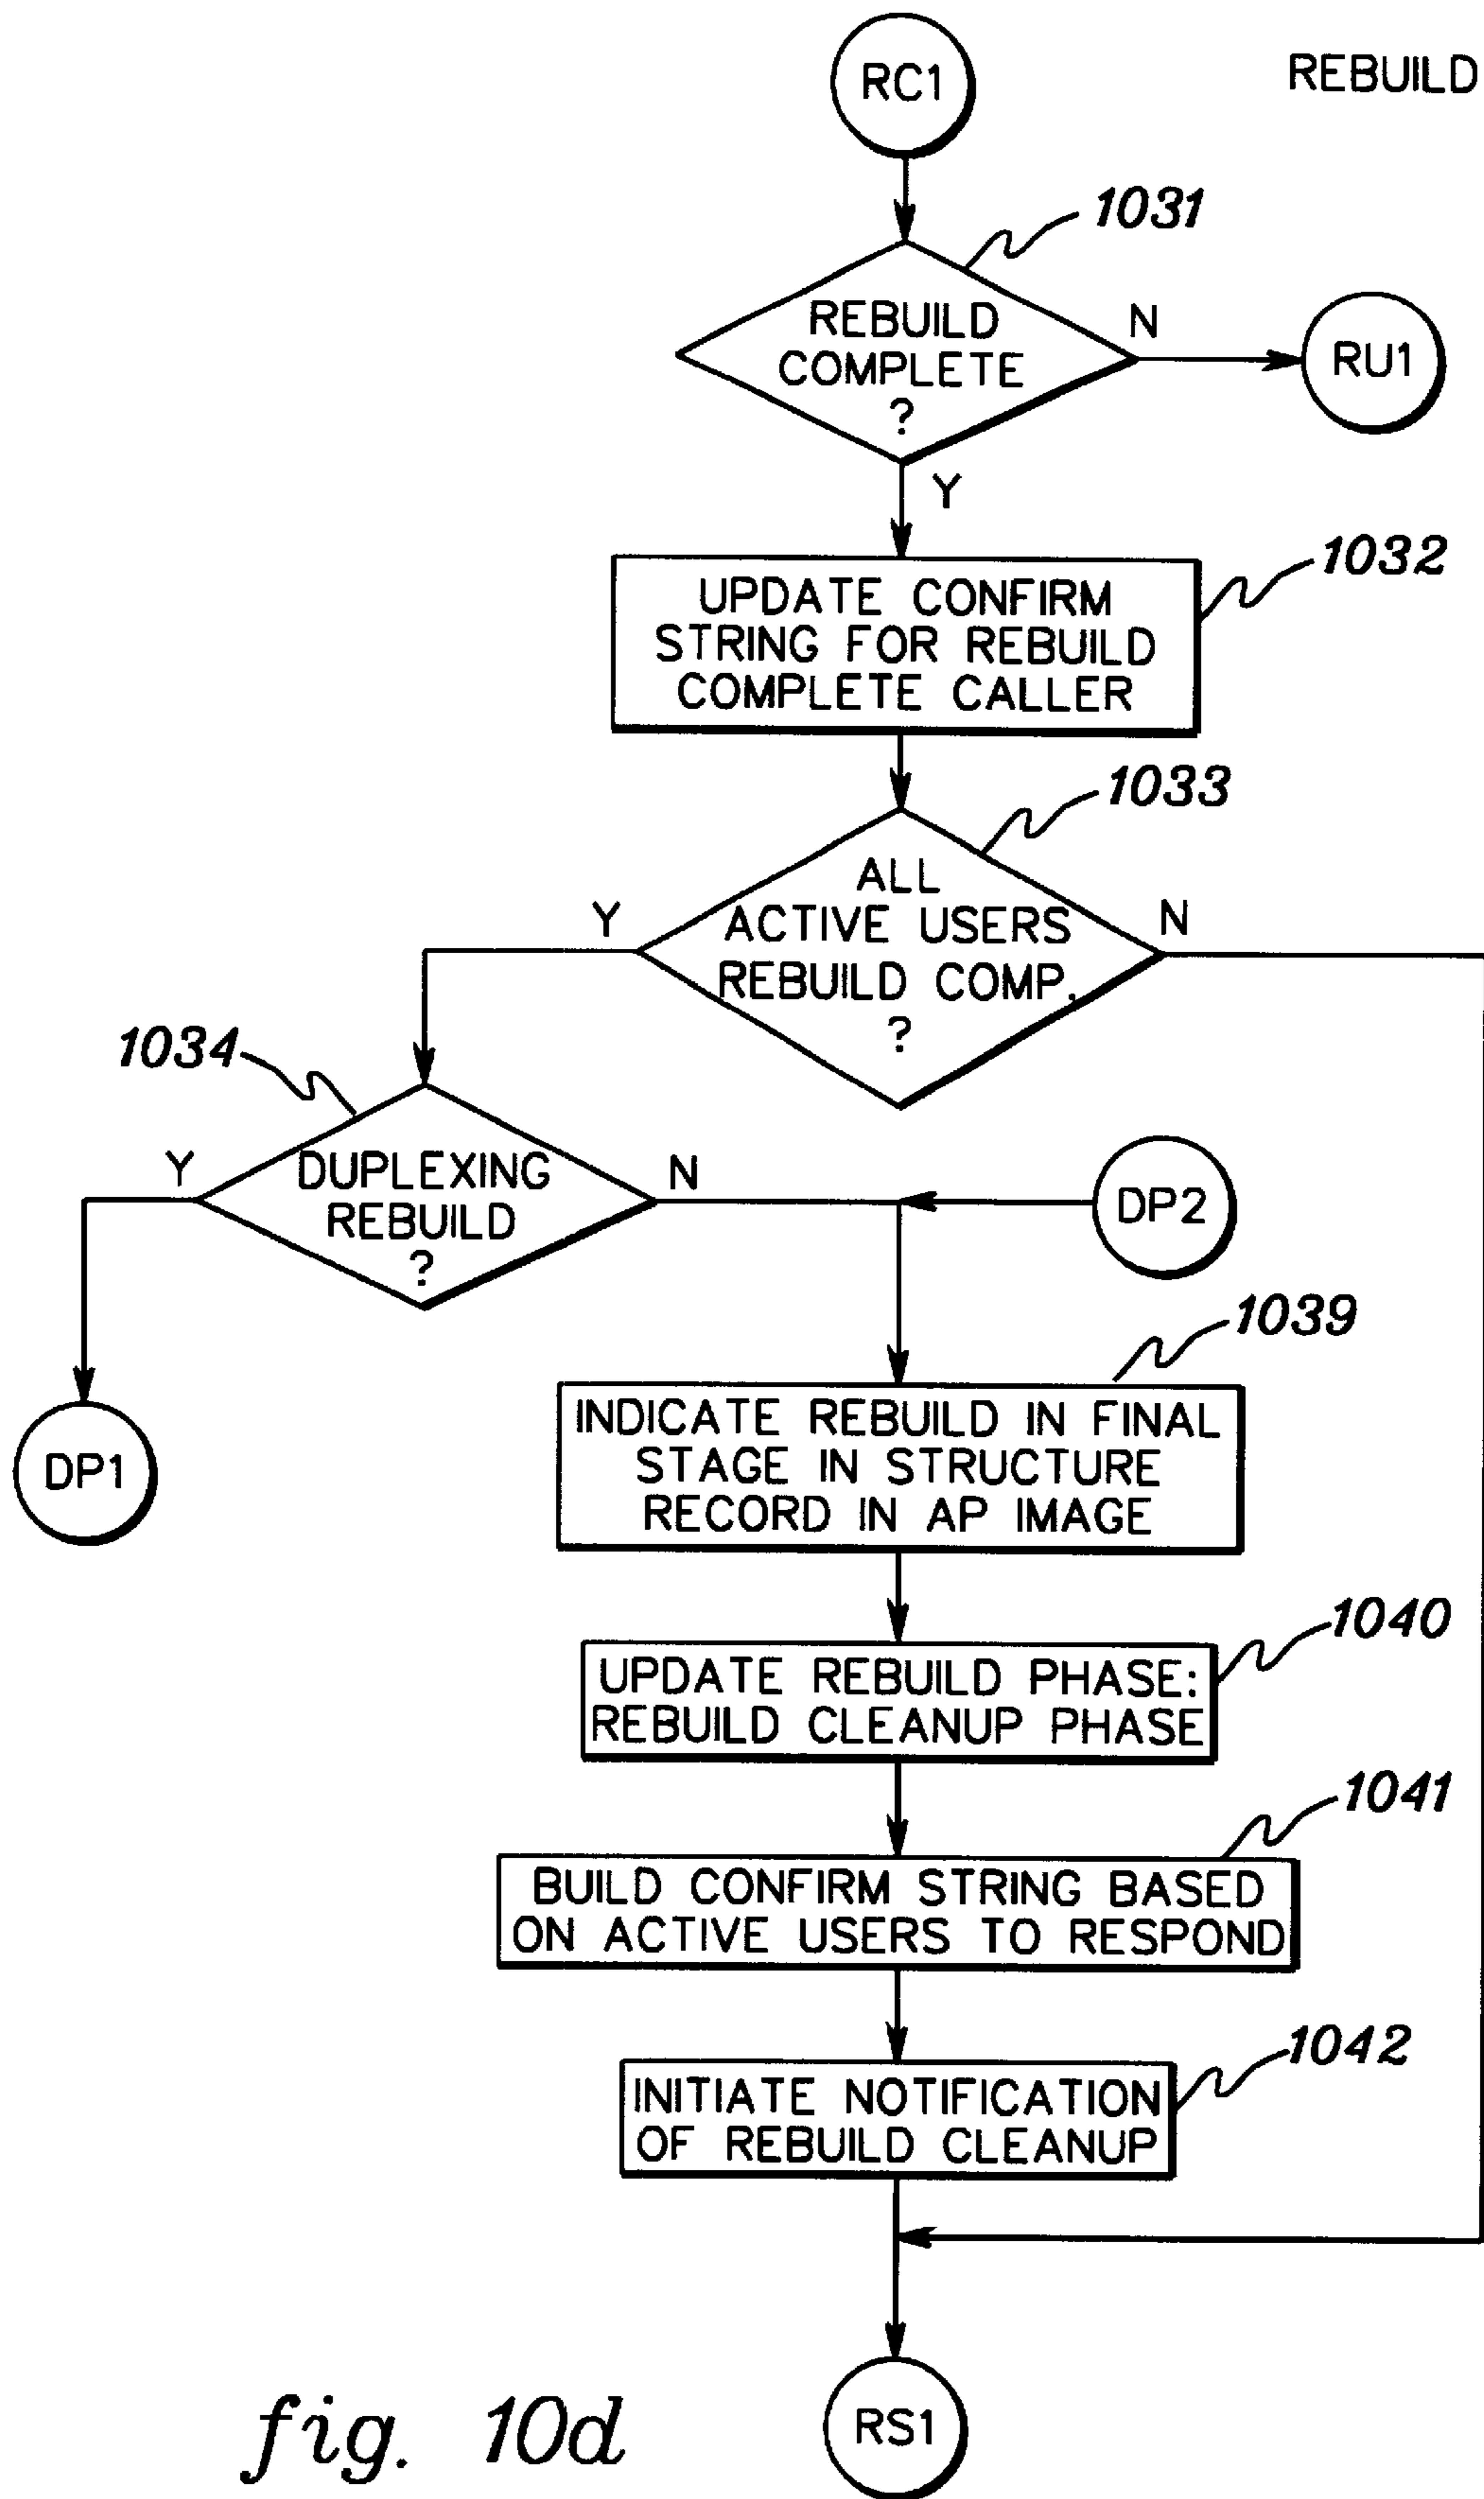 RC1
REBUILD
1031
REBUILD
COMPLETE
?
N
RU1
Y
1032
UPDATE CONFIRM
STRING FOR REBUILD
COMPLETE CALLER
1033
ALL
ACTIVE USERS
REBUILD COMP.
?
Y
N
1034
DUPLEXING
REBUILD
?
Y
N
DP2
DP1
1039
INDICATE REBUILD IN FINAL
STAGE IN STRUCTURE
RECORD IN AP IMAGE
1040
UPDATE REBUILD PHASE:
REBUILD CLEANUP PHASE
1041
BUILD CONFIRM STRING BASED
ON ACTIVE USERS TO RESPOND
1042
INITIATE NOTIFICATION
OF REBUILD CLEANUP
RS1
fig. 10d